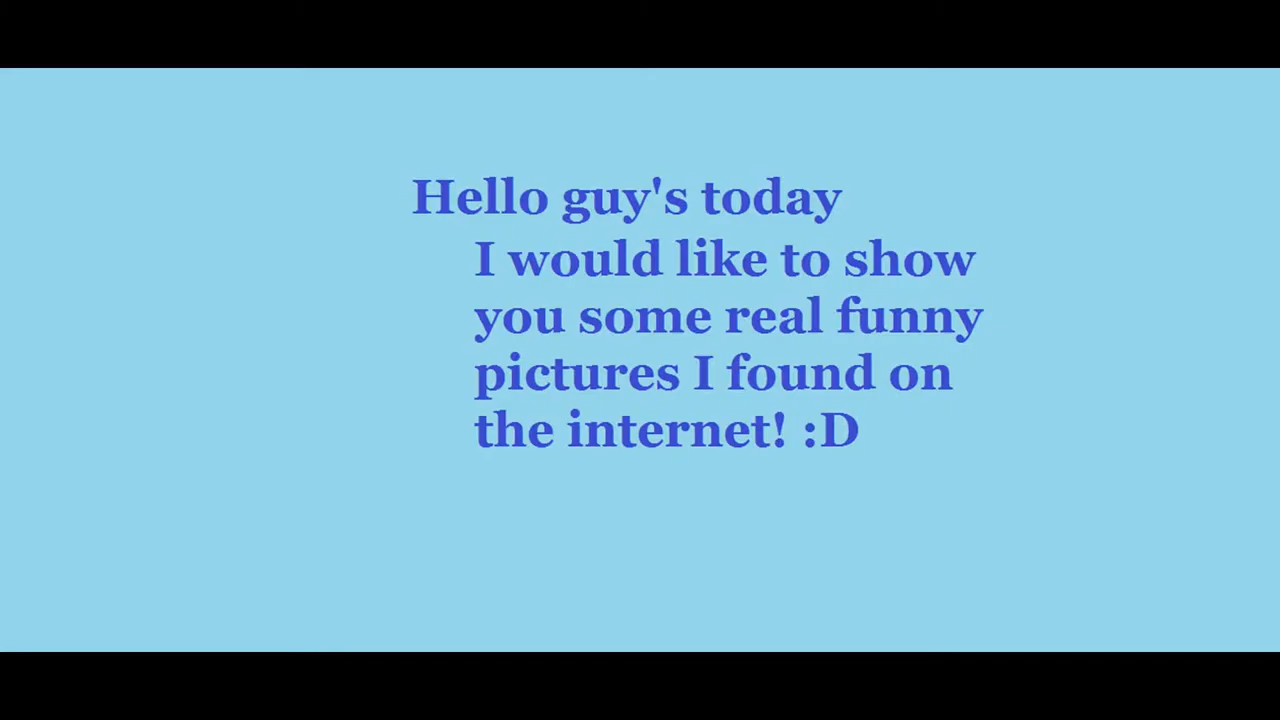 Hello guy's today
I would like to show
you some real funny
pictures I found on
the internet! :D